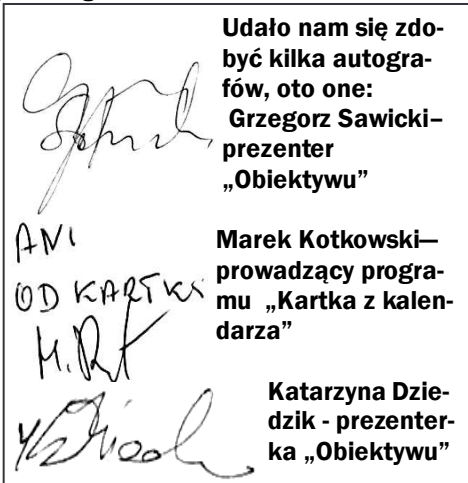 Udało nam się zdo-
być kilka autogra-
fów, oto one:
Grzegorz Sawicki–
prezenter
„Obiektywu”
ANI
OD KARTKI
Marek Kotkowski—
prowadzący progra-
mu „Kartka z kalen-
darza”
Katarzyna Dzie-
dzik - prezenter-
ka „Obiektywu”